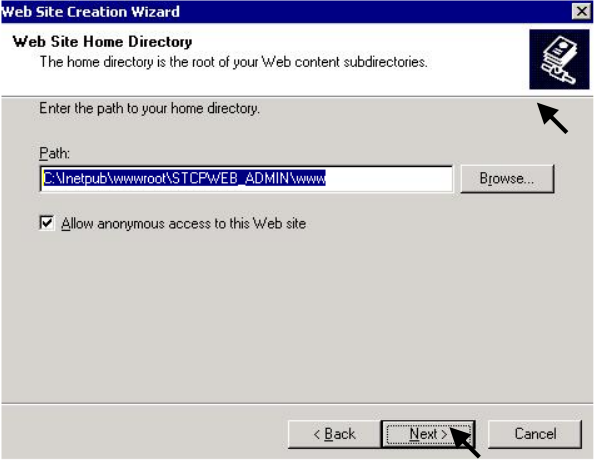 Web Site Creation Wizard
Web Site Home Directory
The home directory is the root of your Web content subdirectories.
Enter the path to your home directory.
Path:
C:\Inetpub\wwwroot\STCPWEB_ADMIN\www
Browse...
Allow anonymous access to this Web site
< Back
Next >
Cancel